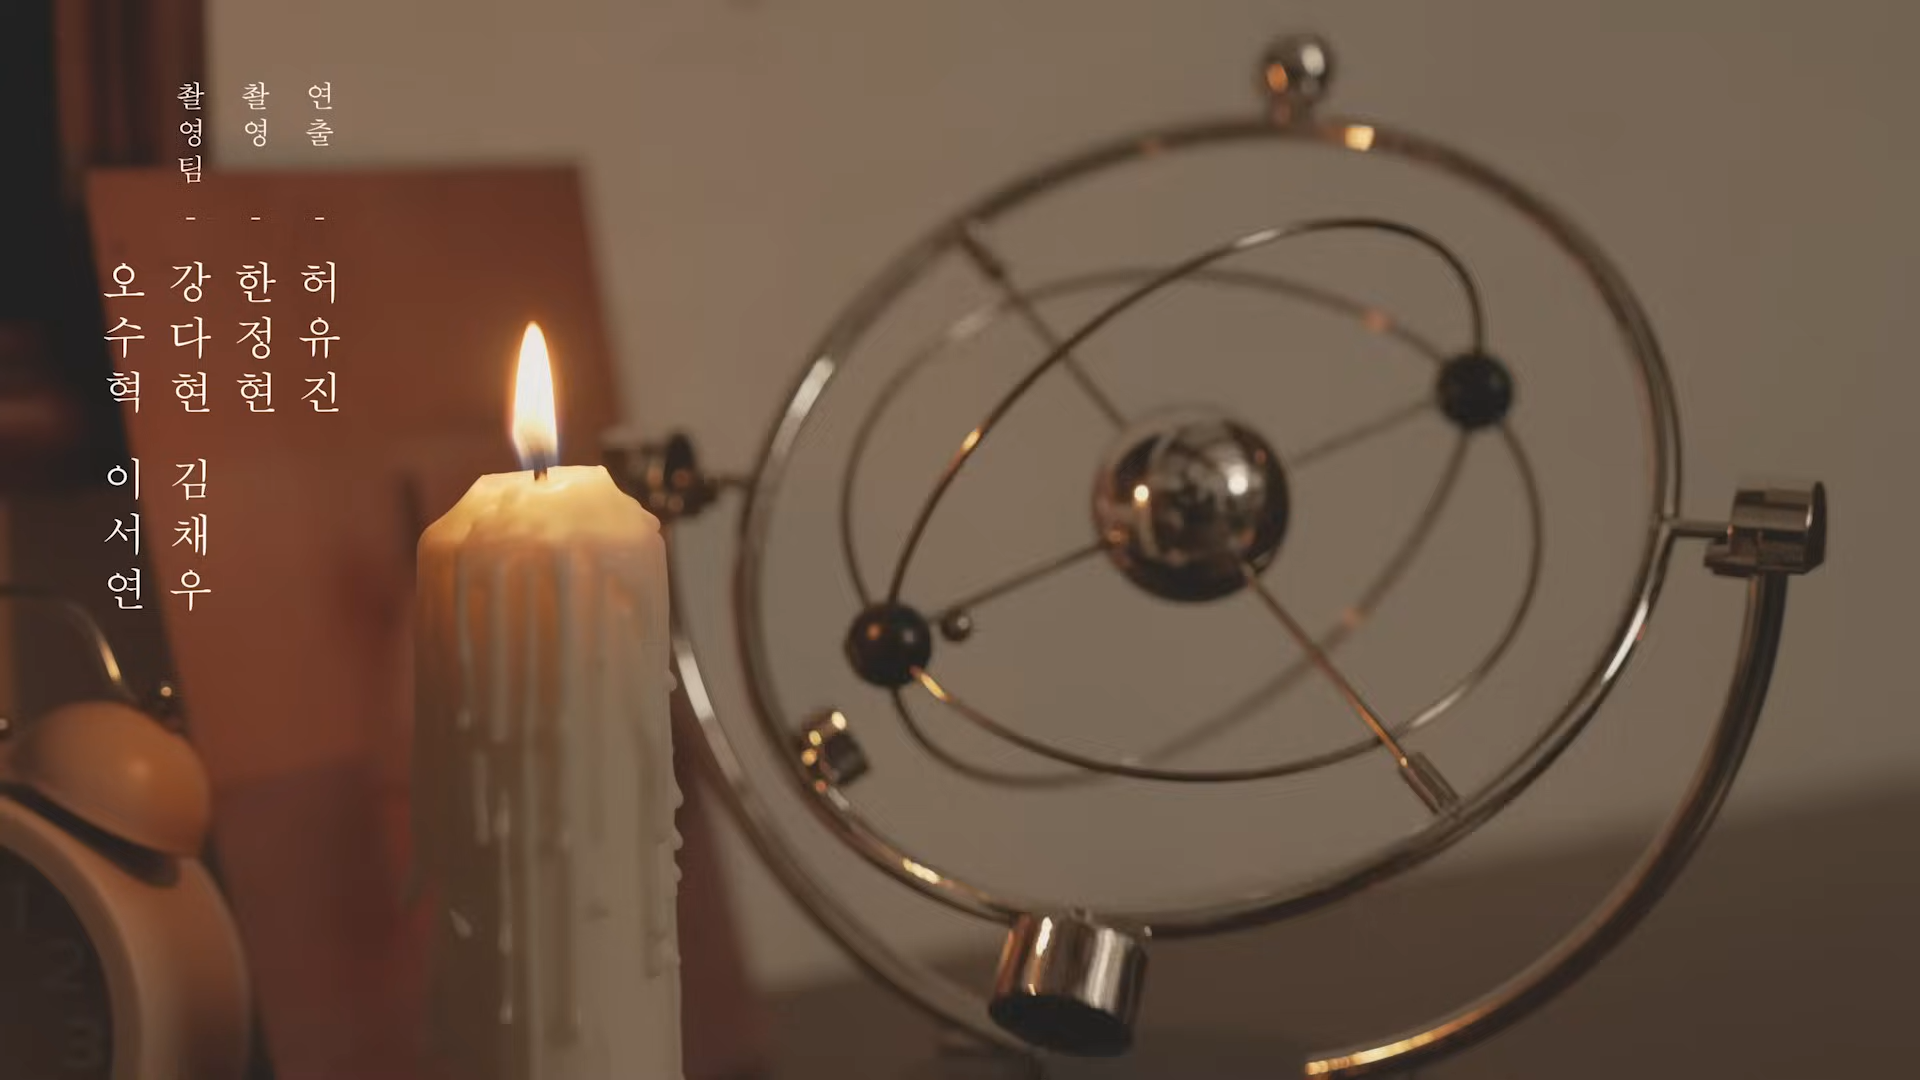 연출 - 허유진
촬영 - 한정현
촬영팀 - 강다현 김채우
오수혁 이서연